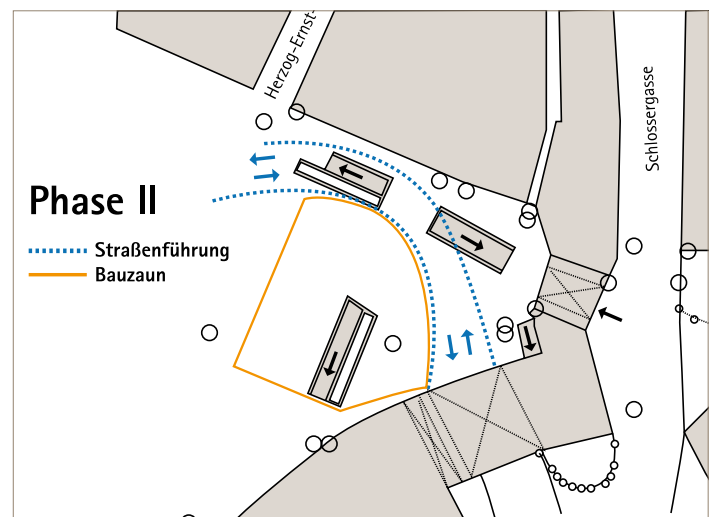 Herzog-Ernst-
Schlossergasse
Phase II
Straßenführung
Bauzaun